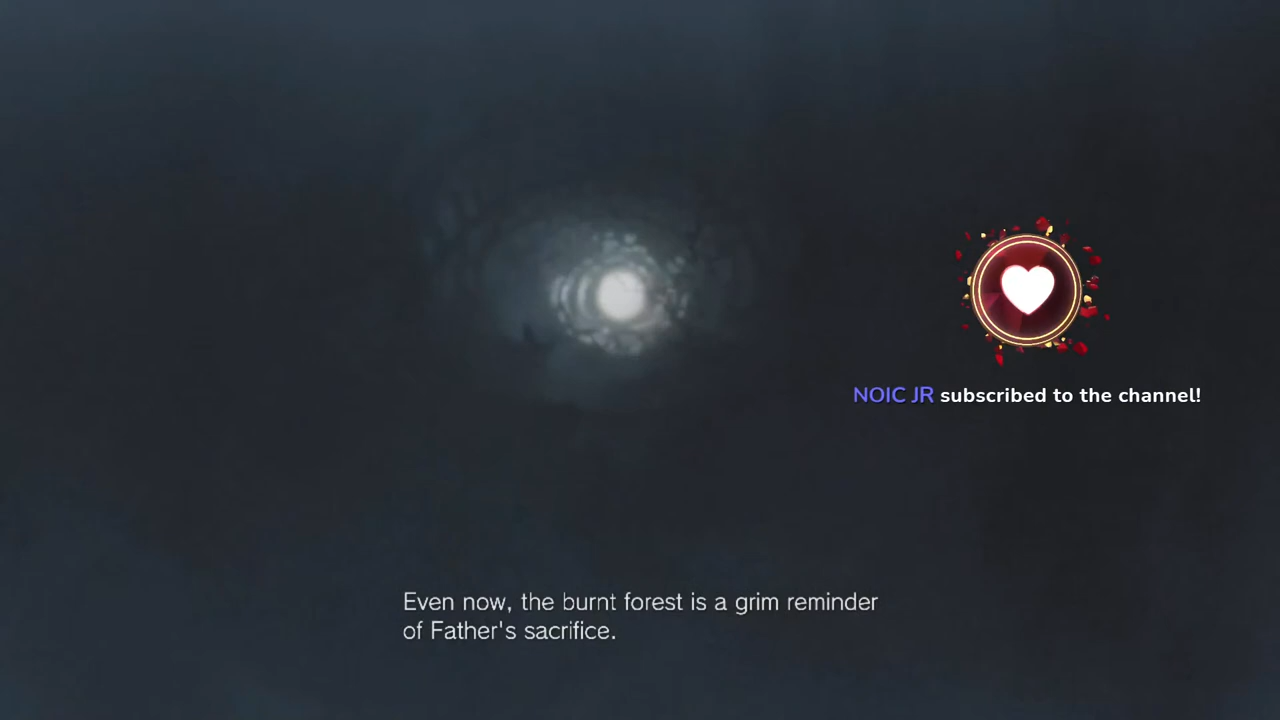 NOIC JR subscribed to the channel!
Even now, the burnt forest is a grim reminder
of Father's sacrifice.